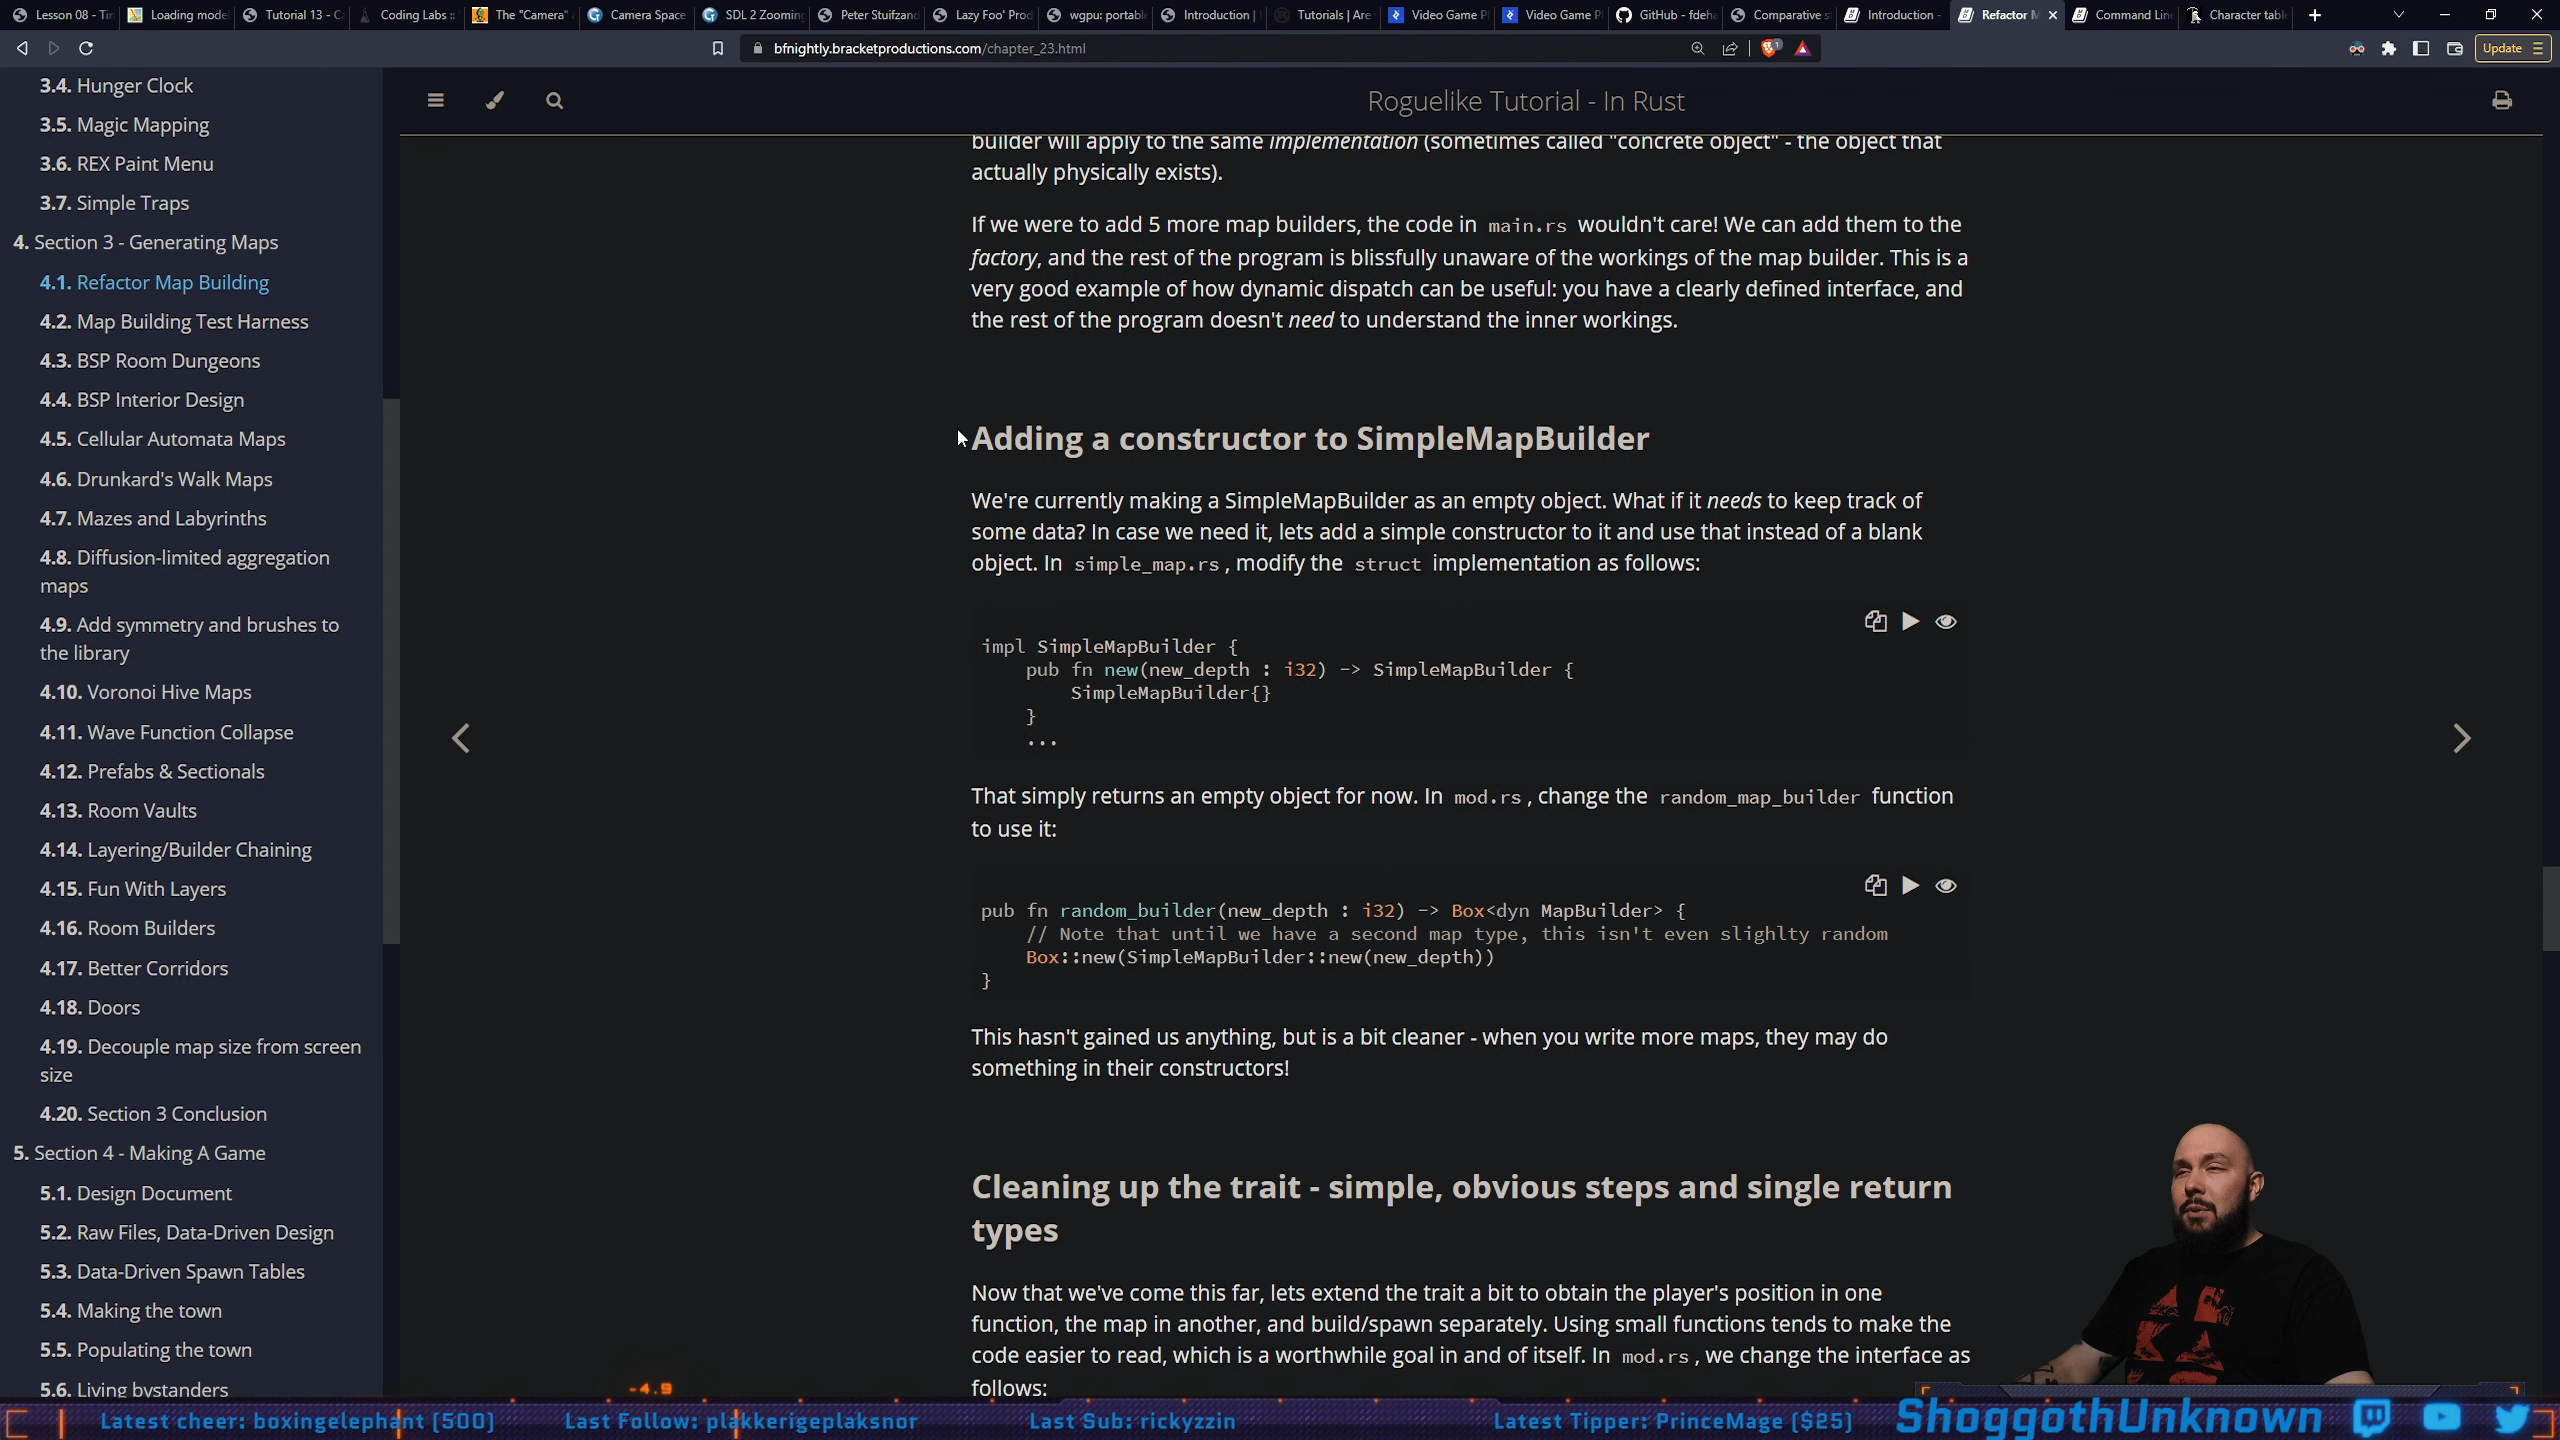 Lesson 08 - Tin
Loading mode
Tutorial 13 - C
Coding Labs ::
The "Camera"
Camera Space
SDL 2 Zooming
Peter Stuifzand
Lazy Foo' Prod
wgpu: portabl
Introduction |
Tutorials | Are
Video Game P
Video Game P
GitHub - fdeh
Comparative s
Introduction -
Refactor M
Command Lin
Character tabl
bfnightly.bracketproductions.com/chapter_23.html
Update
3.4. Hunger Clock
3.5. Magic Mapping
3.6. REX Paint Menu
3.7. Simple Traps
4. Section 3 - Generating Maps
4.1. Refactor Map Building
4.2. Map Building Test Harness
4.3. BSP Room Dungeons
4.4. BSP Interior Design
4.5. Cellular Automata Maps
4.6. Drunkard's Walk Maps
4.7. Mazes and Labyrinths
4.8. Diffusion-limited aggregation
maps
4.9. Add symmetry and brushes to
the library
4.10. Voronoi Hive Maps
4.11. Wave Function Collapse
4.12. Prefabs & Sectionals
4.13. Room Vaults
4.14. Layering/Builder Chaining
4.15. Fun With Layers
4.16. Room Builders
4.17. Better Corridors
4.18. Doors
4.19. Decouple map size from screen
size
4.20. Section 3 Conclusion
5. Section 4 - Making A Game
5.1. Design Document
5.2. Raw Files, Data-Driven Design
5.3. Data-Driven Spawn Tables
5.4. Making the town
5.5. Populating the town
5.6. Living bystanders
Roguelike Tutorial - In Rust
builder will apply to the same implementation (sometimes called "concrete object" - the object that
actually physically exists).
If we were to add 5 more map builders, the code in main.rs wouldn't care! We can add them to the
factory, and the rest of the program is blissfully unaware of the workings of the map builder. This is a
very good example of how dynamic dispatch can be useful: you have a clearly defined interface, and
the rest of the program doesn't need to understand the inner workings.
Adding a constructor to SimpleMapBuilder
We're currently making a SimpleMapBuilder as an empty object. What if it needs to keep track of
some data? In case we need it, lets add a simple constructor to it and use that instead of a blank
object. In simple_map.rs, modify the struct implementation as follows:
impl SimpleMapBuilder {
    pub fn new(new_depth : i32) -> SimpleMapBuilder {
        SimpleMapBuilder{}
    }
    ...
That simply returns an empty object for now. In mod.rs, change the random_map_builder function
to use it:
pub fn random_builder(new_depth : i32) -> Box<dyn MapBuilder> {
    // Note that until we have a second map type, this isn't even slighlty random
    Box::new(SimpleMapBuilder::new(new_depth))
}
This hasn't gained us anything, but is a bit cleaner - when you write more maps, they may do
something in their constructors!
Cleaning up the trait - simple, obvious steps and single return
types
Now that we've come this far, lets extend the trait a bit to obtain the player's position in one
function, the map in another, and build/spawn separately. Using small functions tends to make the
code easier to read, which is a worthwhile goal in and of itself. In mod.rs, we change the interface as
follows:
-4.9
Latest cheer: boxingelephant (500)
Last Follow: plakkerigeplaksnor
Last Sub: rickyzzin
Latest Tipper: PrinceMage ($25)
ShoggothUnknown